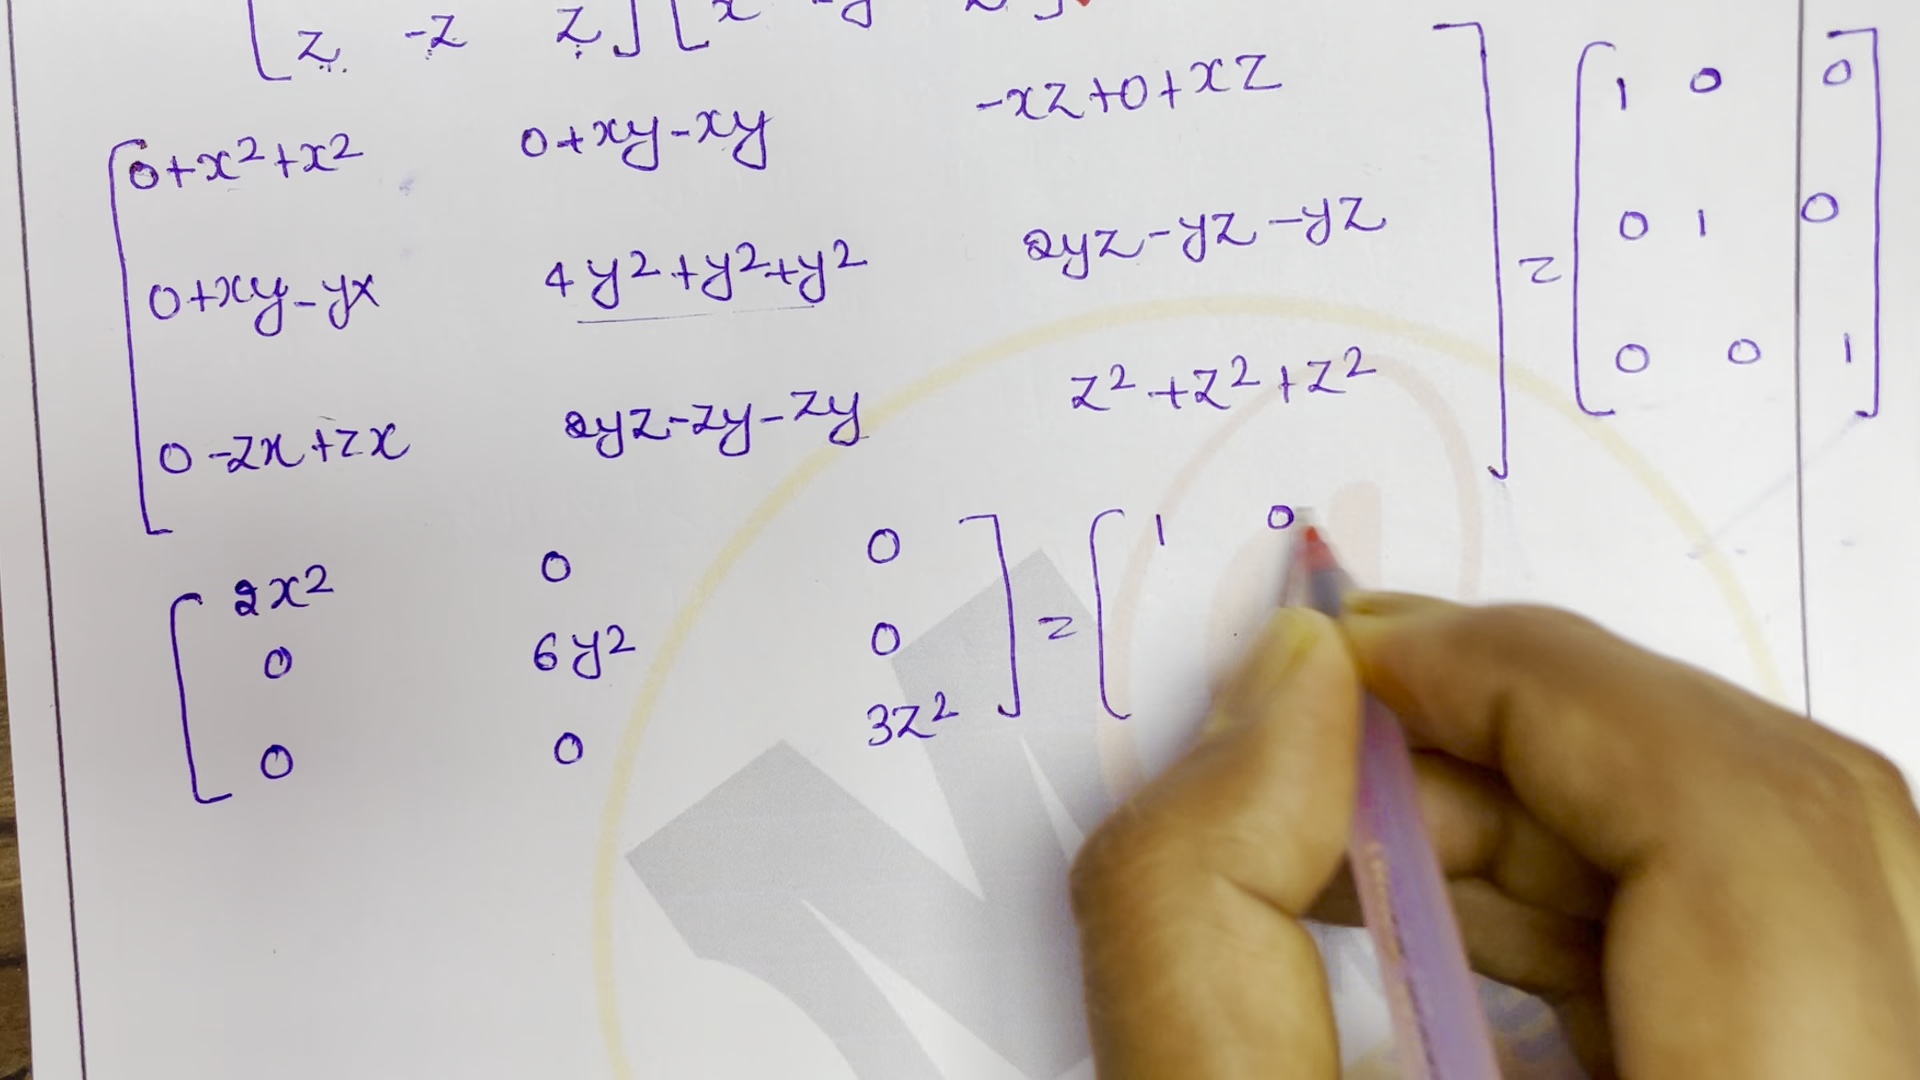 z -z z] [x -y z]
[0+x²+x² 0+xy-xy -xz+0+xz] = [1 0 0]
[0+xy-yx 4y²+y²+y² 2yz-yz-yz] [0 1 0]
[0-zx+zx 2yz-zy-zy z²+z²+z²] [0 0 1]
[2x² 0 0] = [1 0
0 6y² 0
0 0 3z²